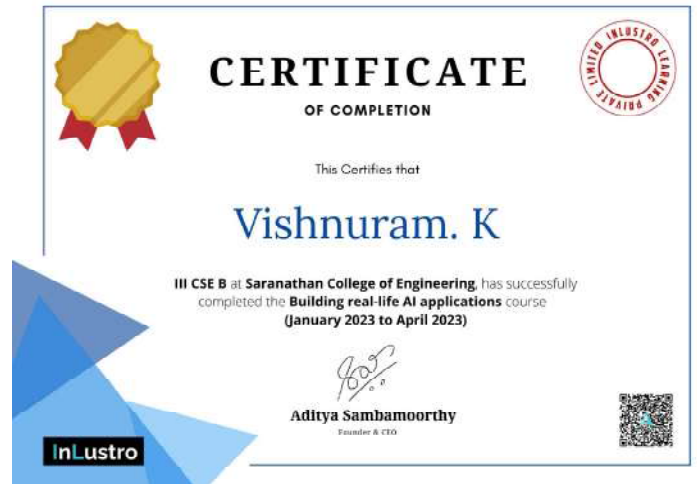 CERTIFICATE
OF COMPLETION
INLUSTRO LEARNING PRIVATE LIMITED
This Certifies that
Vishnuram. K
III CSE B at Saranathan College of Engineering, has successfully
completed the Building real-life AI applications course
(January 2023 to April 2023)
Aditya Sambamoorthy
Founder & CEO
InLustro